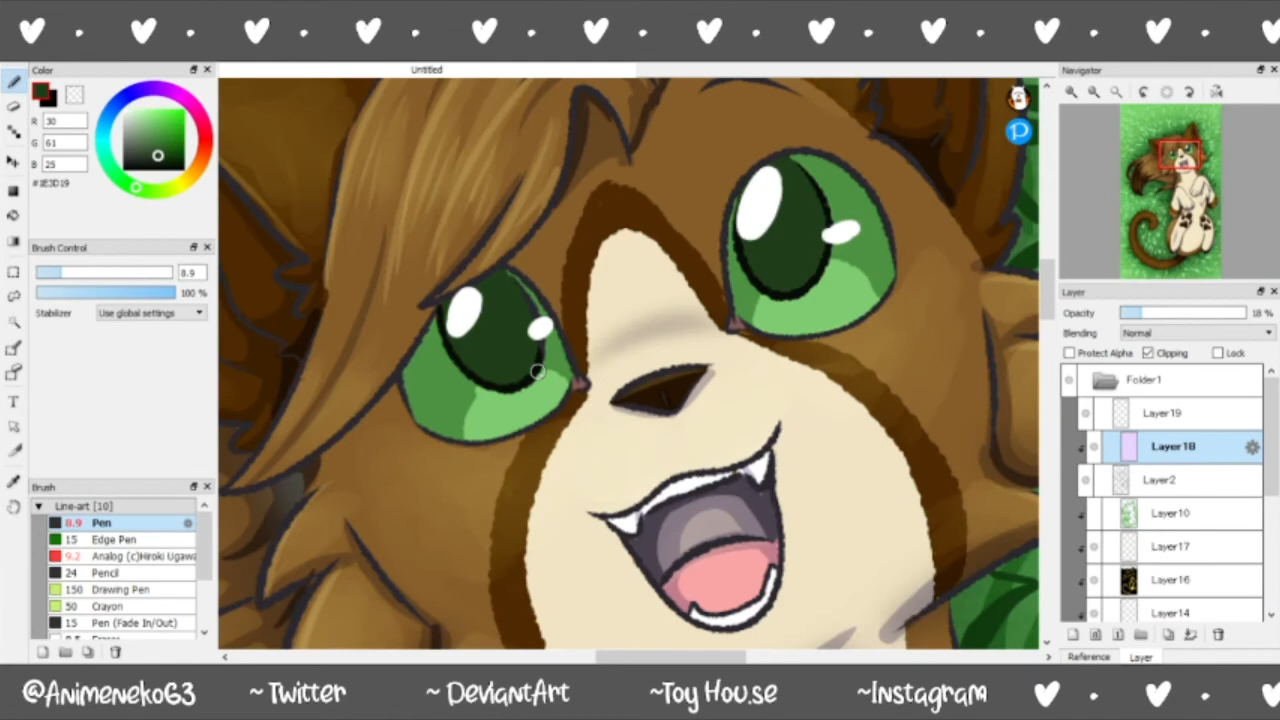 Color
Untitled
Navigator
R 30
G 61
B 25
#1E3D19
Brush Control
8.9
100 %
Stabilizer Use global settings
Layer
Opacity 18 %
Blending Normal
Protect Alpha Clipping Lock
Folder1
Layer19
Layer18
Layer2
Layer10
Layer17
Layer16
Layer14
Brush
Line-art [10]
8.9 Pen
15 Edge Pen
9.2 Analog (c)Hiroki Ugawa
24 Pencil
150 Drawing Pen
50 Crayon
15 Pen (Fade In/Out)
Reference Layer
@Animeneko63 ~Twitter ~DeviantArt ~Toy Hou.se ~Instagram